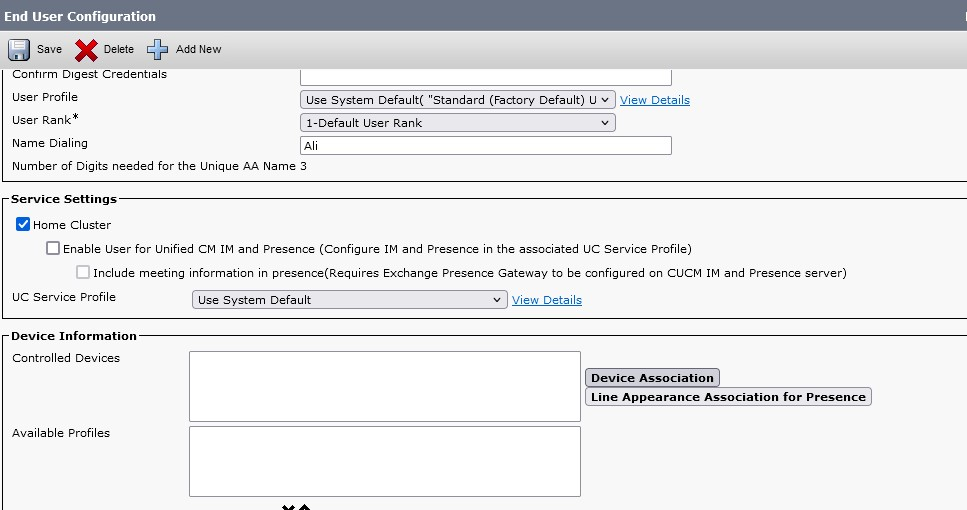 End User Configuration
Save Delete Add New
Confirm Digest Credentials
User Profile Use System Default( "Standard (Factory Default) U View Details
User Rank* 1-Default User Rank
Name Dialing Ali
Number of Digits needed for the Unique AA Name 3
Service Settings
Home Cluster
Enable User for Unified CM IM and Presence (Configure IM and Presence in the associated UC Service Profile)
Include meeting information in presence(Requires Exchange Presence Gateway to be configured on CUCM IM and Presence server)
UC Service Profile Use System Default View Details
Device Information
Controlled Devices
Device Association
Line Appearance Association for Presence
Available Profiles